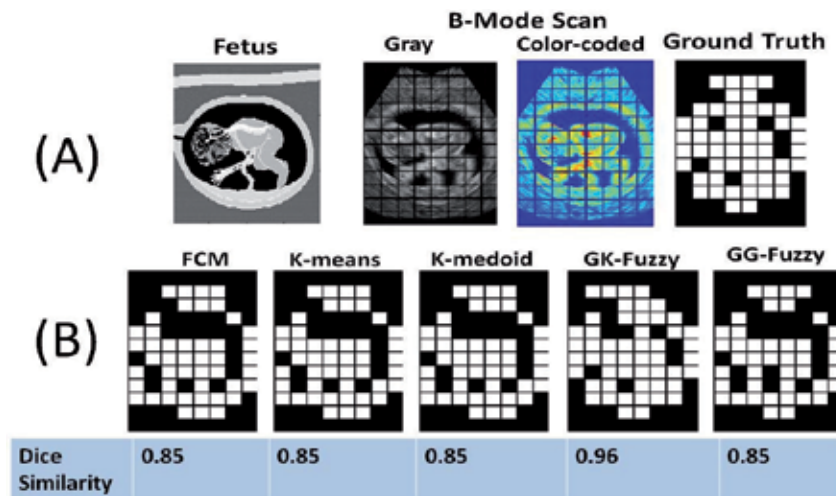 B-Mode Scan
Fetus Gray Color-coded Ground Truth
(A)
FCM K-means K-medoid GK-Fuzzy GG-Fuzzy
(B)
Dice Similarity 0.85 0.85 0.85 0.96 0.85